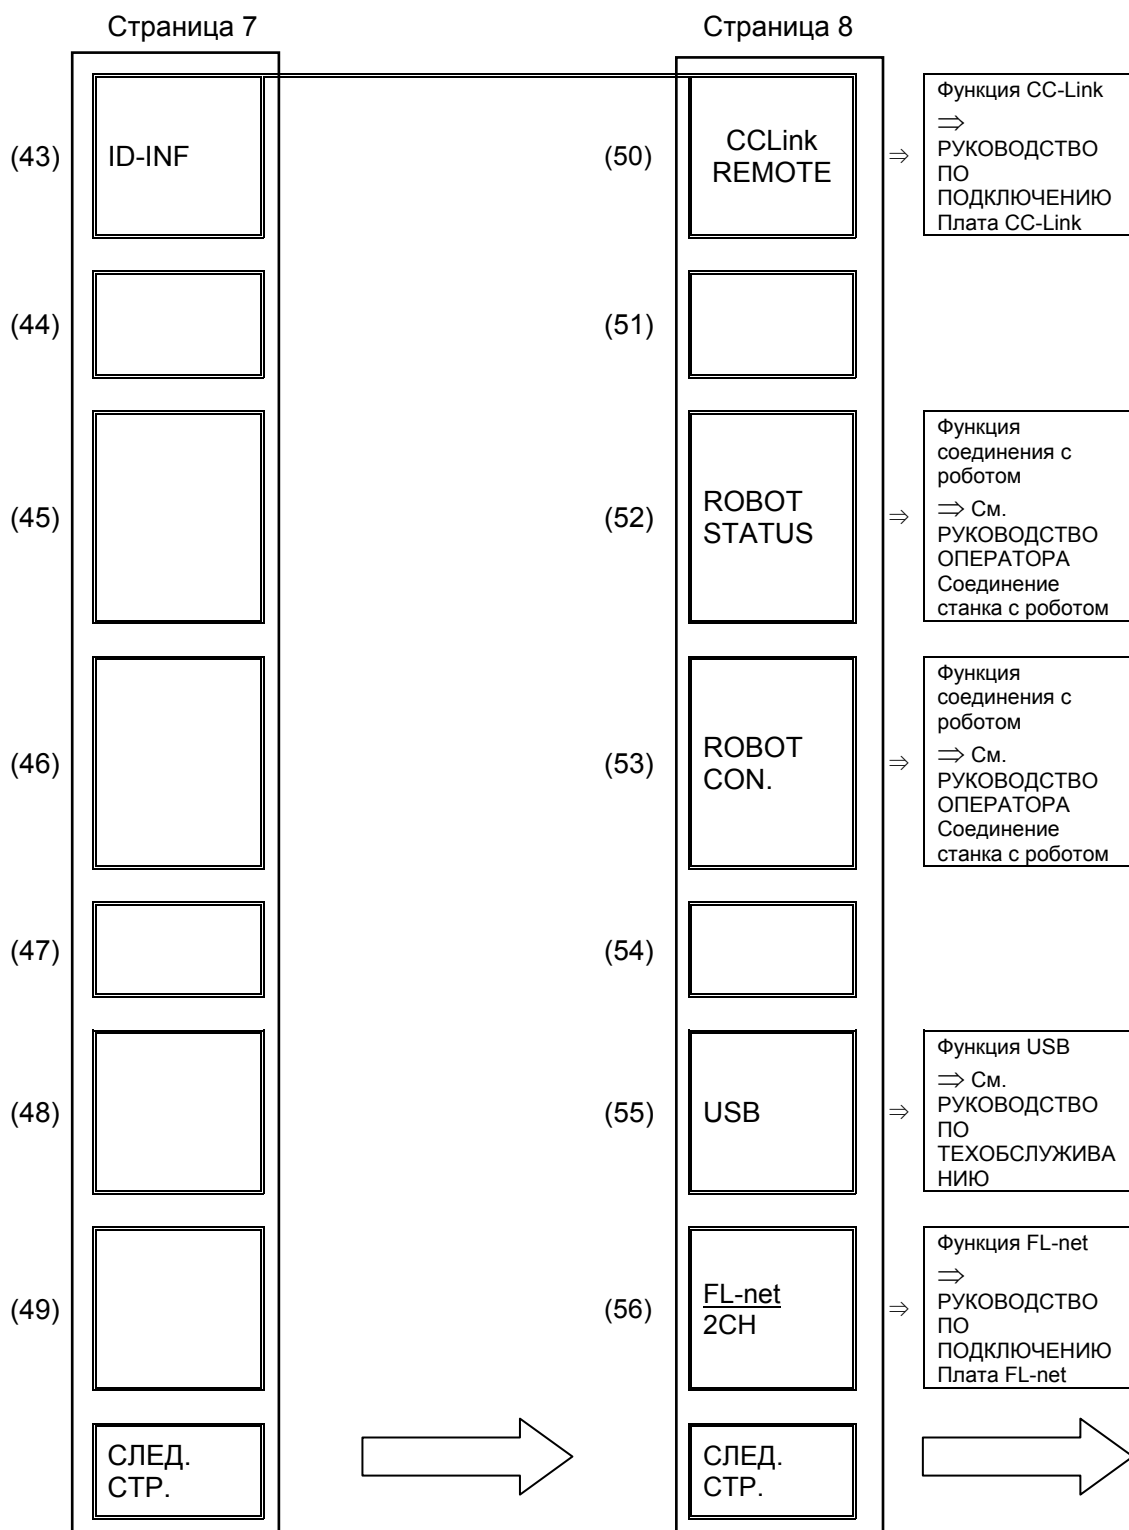 Страница 7
(43)
ID-INF
(44)
(45)
(46)
(47)
(48)
(49)
СЛЕД.
СТР.
Страница 8
(50)
CCLink
REMOTE
⇒
Функция CC-Link
⇒
РУКОВОДСТВО
ПО
ПОДКЛЮЧЕНИЮ
Плата CC-Link
(51)
(52)
ROBOT
STATUS
⇒
Функция
соединения с
роботом
⇒ См.
РУКОВОДСТВО
ОПЕРАТОРА
Соединение
станка с роботом
(53)
ROBOT
CON.
⇒
Функция
соединения с
роботом
⇒ См.
РУКОВОДСТВО
ОПЕРАТОРА
Соединение
станка с роботом
(54)
(55)
USB
⇒
Функция USB
⇒ См.
РУКОВОДСТВО
ПО
ТЕХОБСЛУЖИВА
НИЮ
(56)
FL-net
2CH
⇒
Функция FL-net
⇒
РУКОВОДСТВО
ПО
ПОДКЛЮЧЕНИЮ
Плата FL-net
СЛЕД.
СТР.